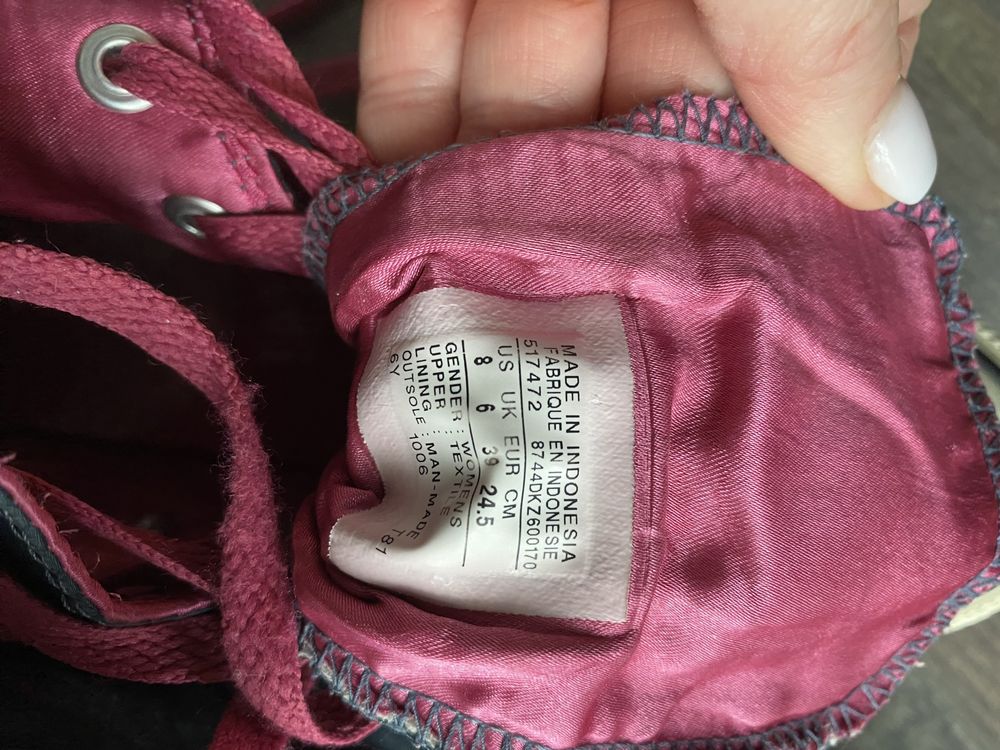 MADE IN INDONESIA
FABRIQUE EN INDONESIE
517472 8744DKZ600170
US UK EUR CM
8 6 39 24.5
GENDER : WOMENS
UPPER : TEXTILE
LINING : MAN-MADE
OUTSOLE : 1006
6Y